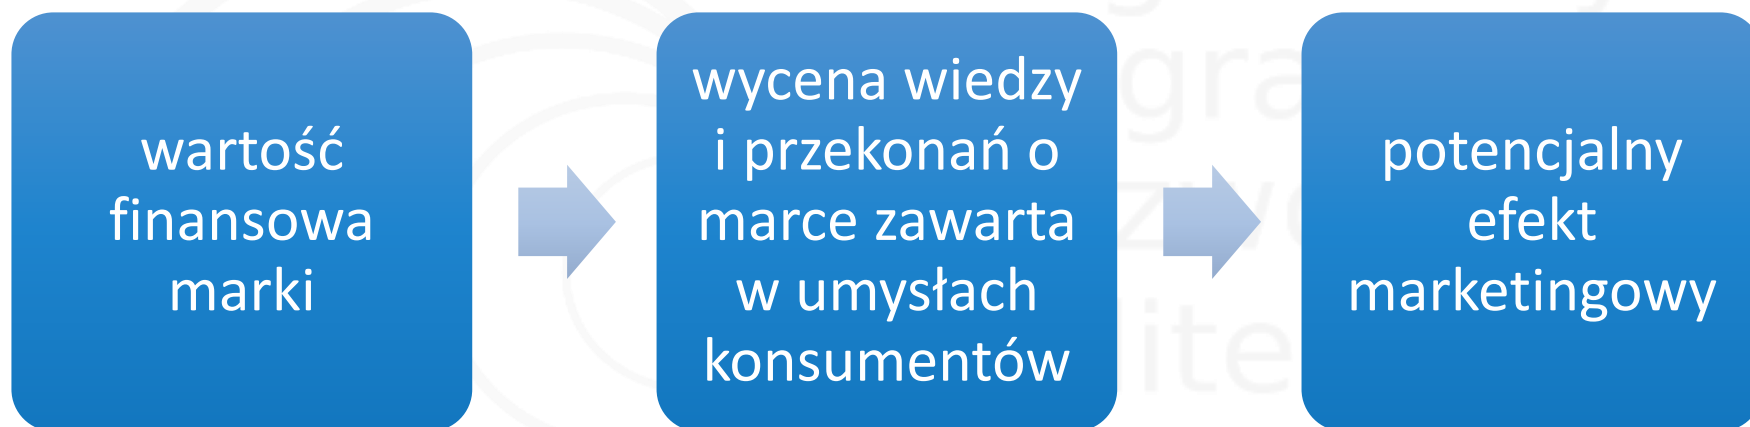 wartość
finansowa
marki
wycena wiedzy
i przekonań o
marce zawarta
w umysłach
konsumentów
potencjalny
efekt
marketingowy